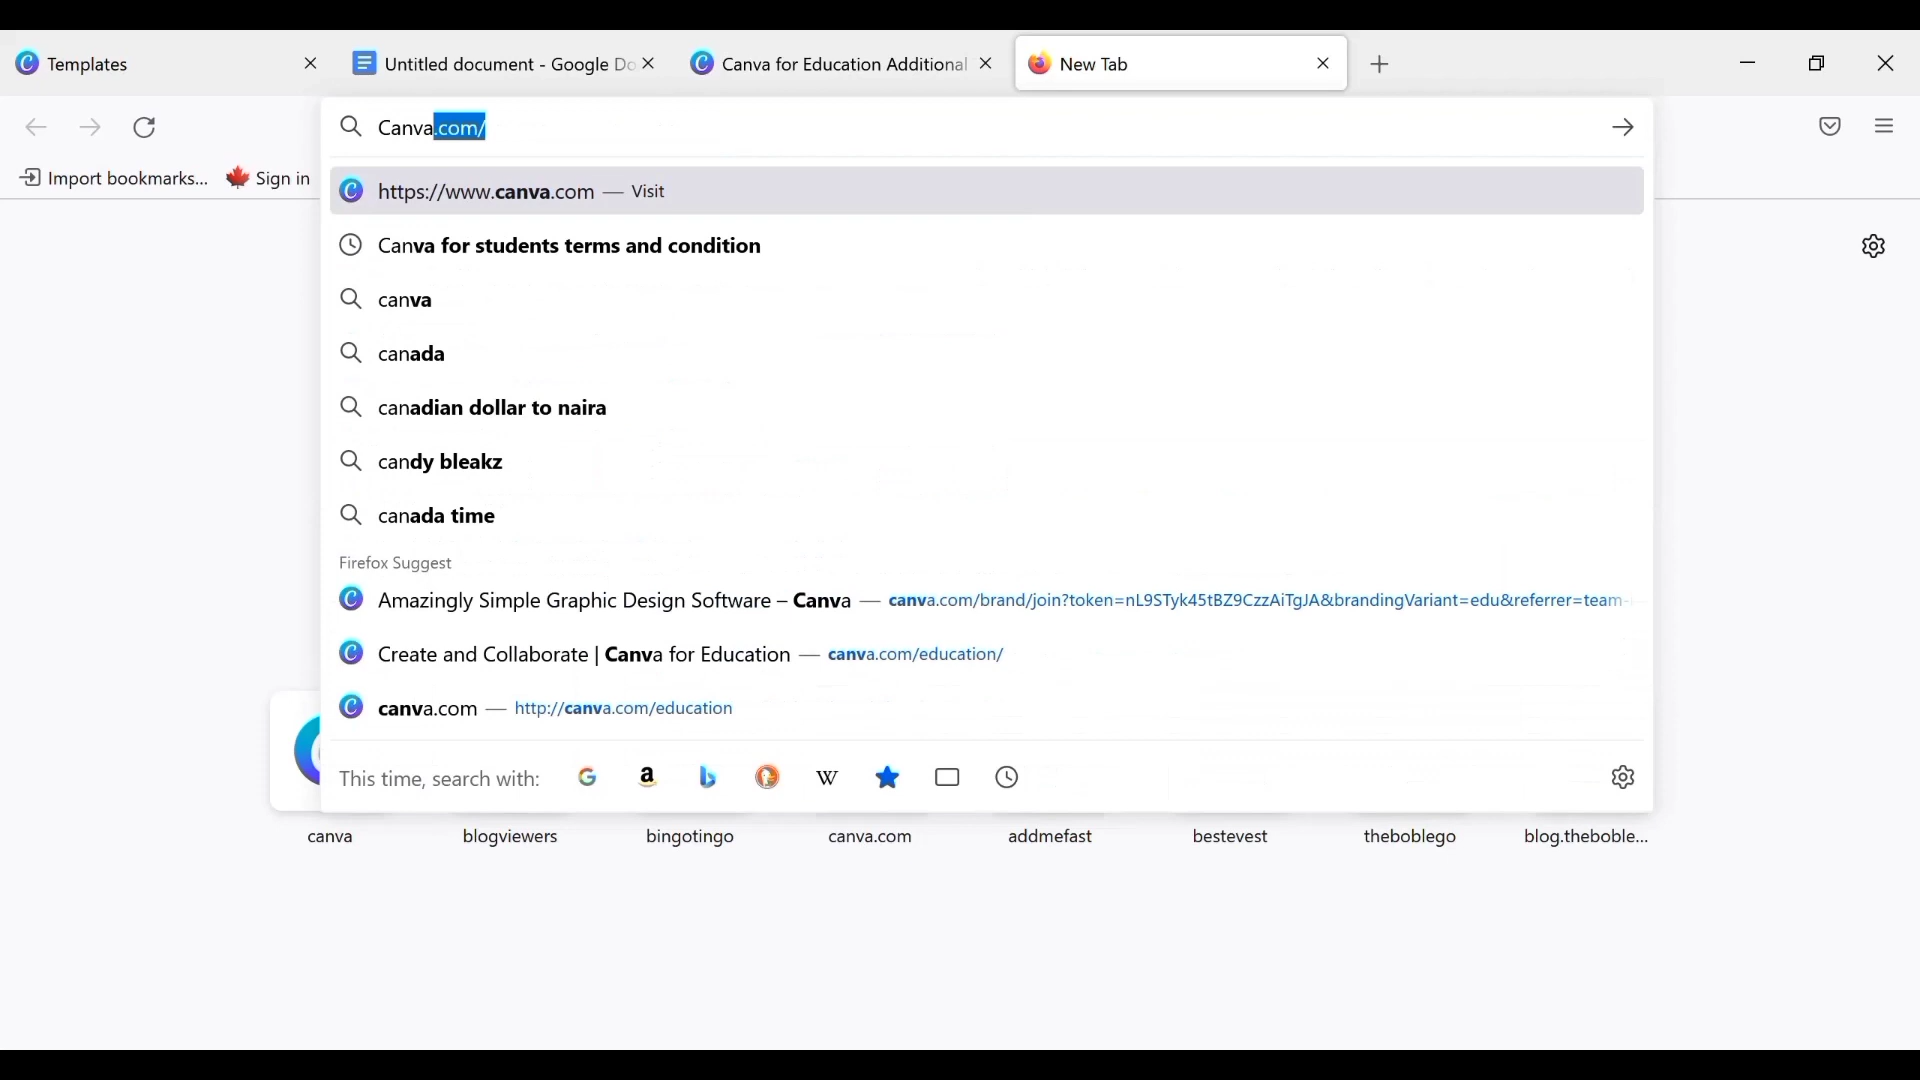 Templates
Untitled document - Google Do
Canva for Education Additional
New Tab
Canva.com/
Import bookmarks...
Sign in
https://www.canva.com — Visit
Canva for students terms and condition
canva
canada
canadian dollar to naira
candy bleakz
canada time
Firefox Suggest
Amazingly Simple Graphic Design Software – Canva — canva.com/brand/join?token=nL9STyk45tBZ9CzzAiTgJA&brandingVariant=edu&referrer=team-
Create and Collaborate | Canva for Education — canva.com/education/
canva.com — http://canva.com/education
This time, search with:
canva
blogviewers
bingotingo
canva.com
addmefast
bestevest
theboblego
blog.theboble...